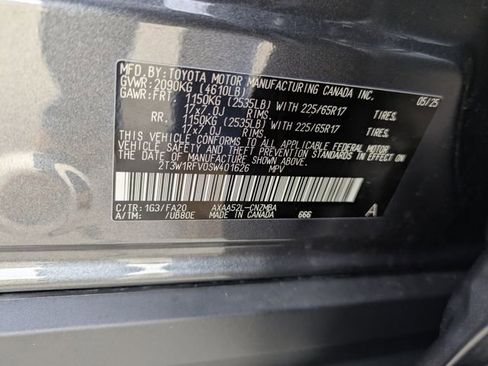 MFD.BY:TOYOTA MOTOR MANUFACTURING CANADA INC. 05/25
GVWR:2090KG (4610LB)
GAWR:FRT. 1150KG (2535LB) WITH 225/65R17 TIRES.
17x7.0J RIMS.
RR. 1150KG (2535LB) WITH 225/65R17 TIRES.
17x7.0J RIMS.
THIS VEHICLE CONFORMS TO ALL APPLICABLE FEDERAL MOTOR
VEHICLE SAFETY AND THEFT PREVENTION STANDARDS IN EFFECT ON
THE DATE OF MANUFACTURE SHOWN ABOVE.
2T3W1RFV0SW401626 MPV
C/TR:1G3/FA20 AXAA52L-CNZMBA
A/TM: /UB80E MADE IN CANADA 666 A